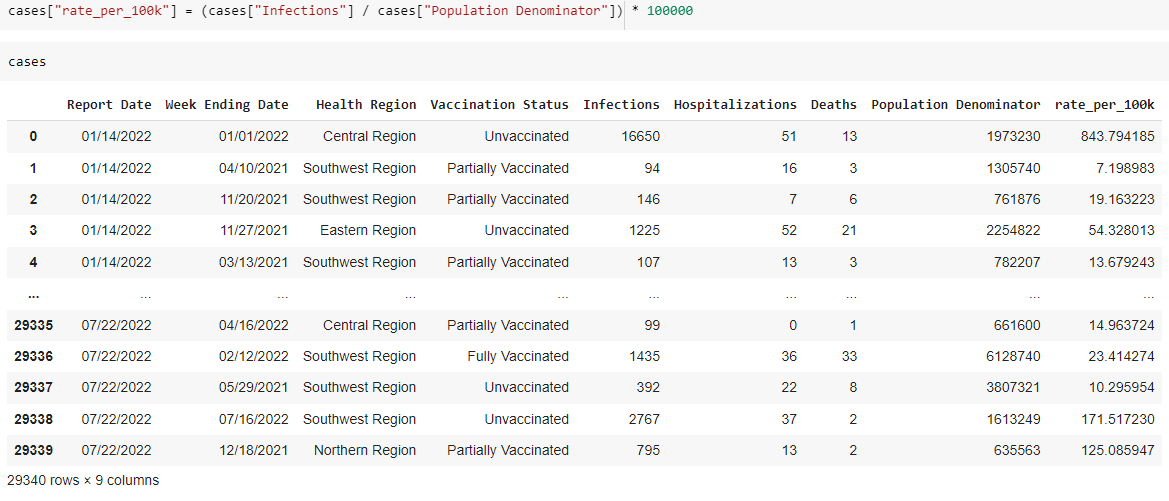 cases["rate_per_100k"] = (cases["Infections"] / cases["Population Denominator"]) * 100000
cases
Report Date Week Ending Date Health Region Vaccination Status Infections Hospitalizations Deaths Population Denominator rate_per_100k
0 01/14/2022 01/01/2022 Central Region Unvaccinated 16650 51 13 1973230 843.794185
1 01/14/2022 04/10/2021 Southwest Region Partially Vaccinated 94 16 3 1305740 7.198983
2 01/14/2022 11/20/2021 Southwest Region Partially Vaccinated 146 7 6 761876 19.163223
3 01/14/2022 11/27/2021 Eastern Region Unvaccinated 1225 52 21 2254822 54.328013
4 01/14/2022 03/13/2021 Southwest Region Partially Vaccinated 107 13 3 782207 13.679243
... ... ... ... ... ... ... ... ... ...
29335 07/22/2022 04/16/2022 Central Region Partially Vaccinated 99 0 1 661600 14.963724
29336 07/22/2022 02/12/2022 Southwest Region Fully Vaccinated 1435 36 33 6128740 23.414274
29337 07/22/2022 05/29/2021 Southwest Region Unvaccinated 392 22 8 3807321 10.295954
29338 07/22/2022 07/16/2022 Southwest Region Unvaccinated 2767 37 2 1613249 171.517230
29339 07/22/2022 12/18/2021 Northern Region Partially Vaccinated 795 13 2 635563 125.085947
29340 rows × 9 columns